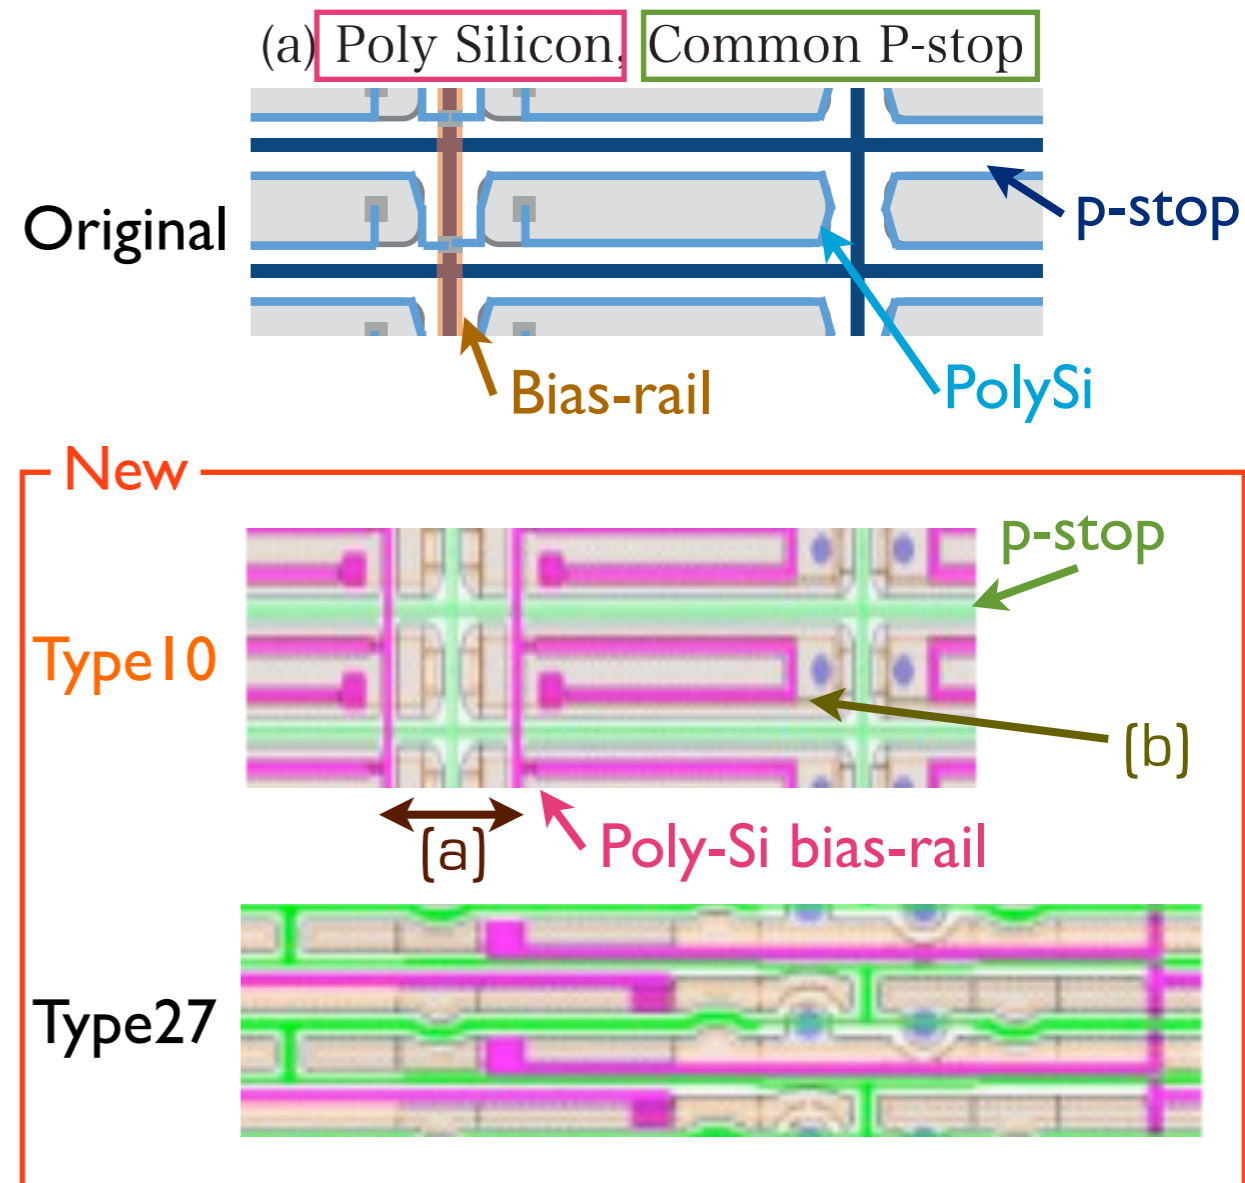 (a) Poly Silicon, Common P-stop
Original
p-stop
Bias-rail
PolySi
New
p-stop
Type10
(b)
(a)
Poly-Si bias-rail
Type27